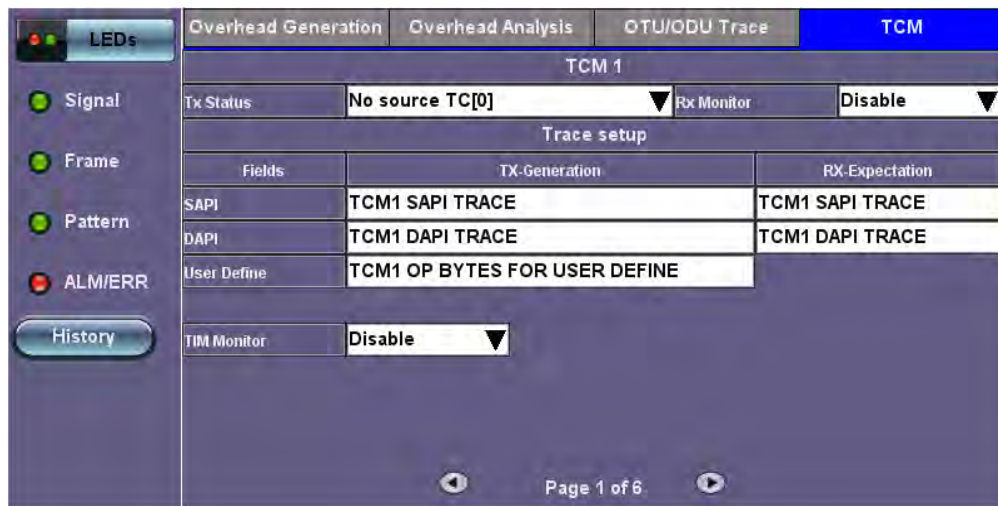 LEDs
Overhead Generation Overhead Analysis OTU/ODU Trace TCM
TCM 1
Signal
Tx Status No source TC[0] Rx Monitor Disable
Trace setup
Frame
Fields TX-Generation RX-Expectation
SAPI TCM1 SAPI TRACE TCM1 SAPI TRACE
Pattern
DAPI TCM1 DAPI TRACE TCM1 DAPI TRACE
User Define TCM1 OP BYTES FOR USER DEFINE
ALM/ERR
History
TIM Monitor Disable
Page 1 of 6